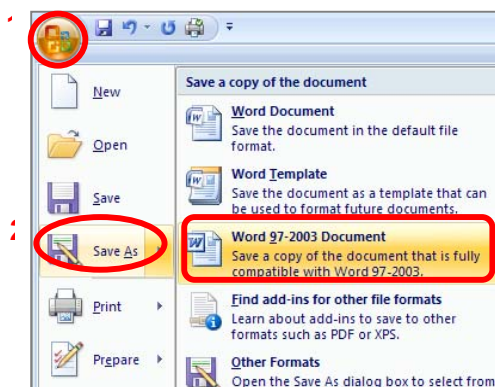 New
Open
Save
Save As
Print
Prepare
Save a copy of the document
Word Document
Save the document in the default file
format.
Word Template
Save the document as a template that can
be used to format future documents.
Word 97-2003 Document
Save a copy of the document that is fully
compatible with Word 97-2003.
Find add-ins for other file formats
Learn about add-ins to save to other
formats such as PDF or XPS.
Other Formats
Open the Save As dialog box to select from